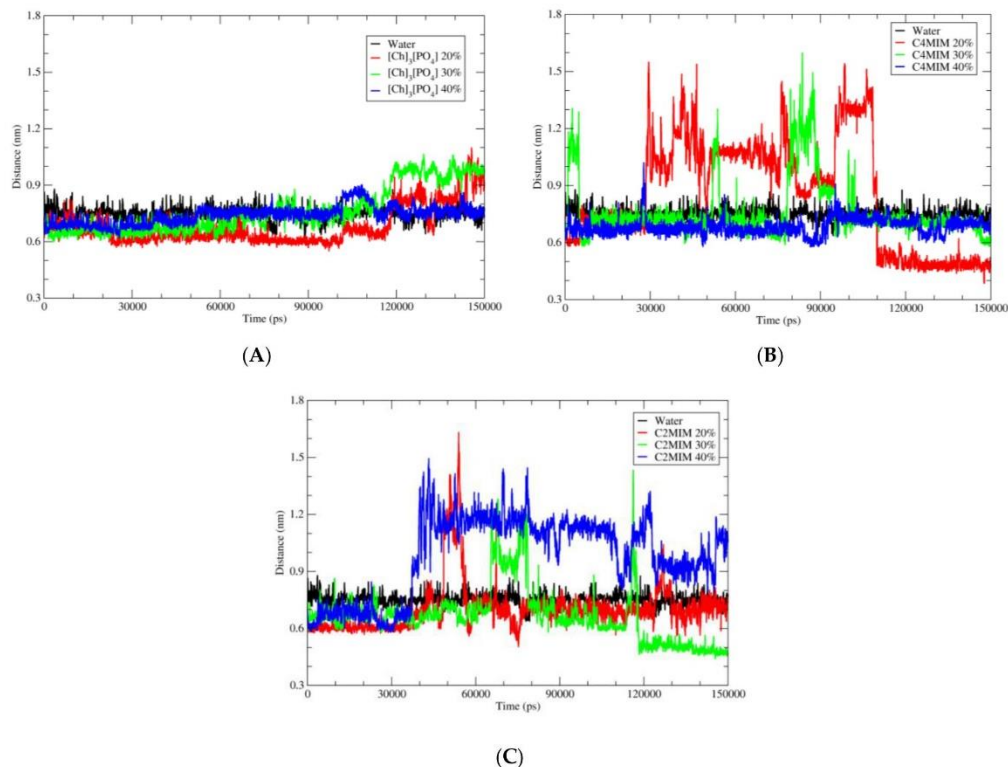 1.8
1.5
1.2
0.9
0.6
0.3
Distance (nm)
Water
[Ch]3[PO4] 20%
[Ch]3[PO4] 30%
[Ch]3[PO4] 40%
0 30000 60000 90000 120000 150000
Time (ps)
(A)
1.8
1.5
1.2
0.9
0.6
0.3
Distance (nm)
Water
C4MIM 20%
C4MIM 30%
C4MIM 40%
0 30000 60000 90000 120000 150000
Time (ps)
(B)
1.8
1.5
1.2
0.9
0.6
0.3
Distance (nm)
Water
C2MIM 20%
C2MIM 30%
C2MIM 40%
0 30000 60000 90000 120000 150000
Time (ps)
(C)